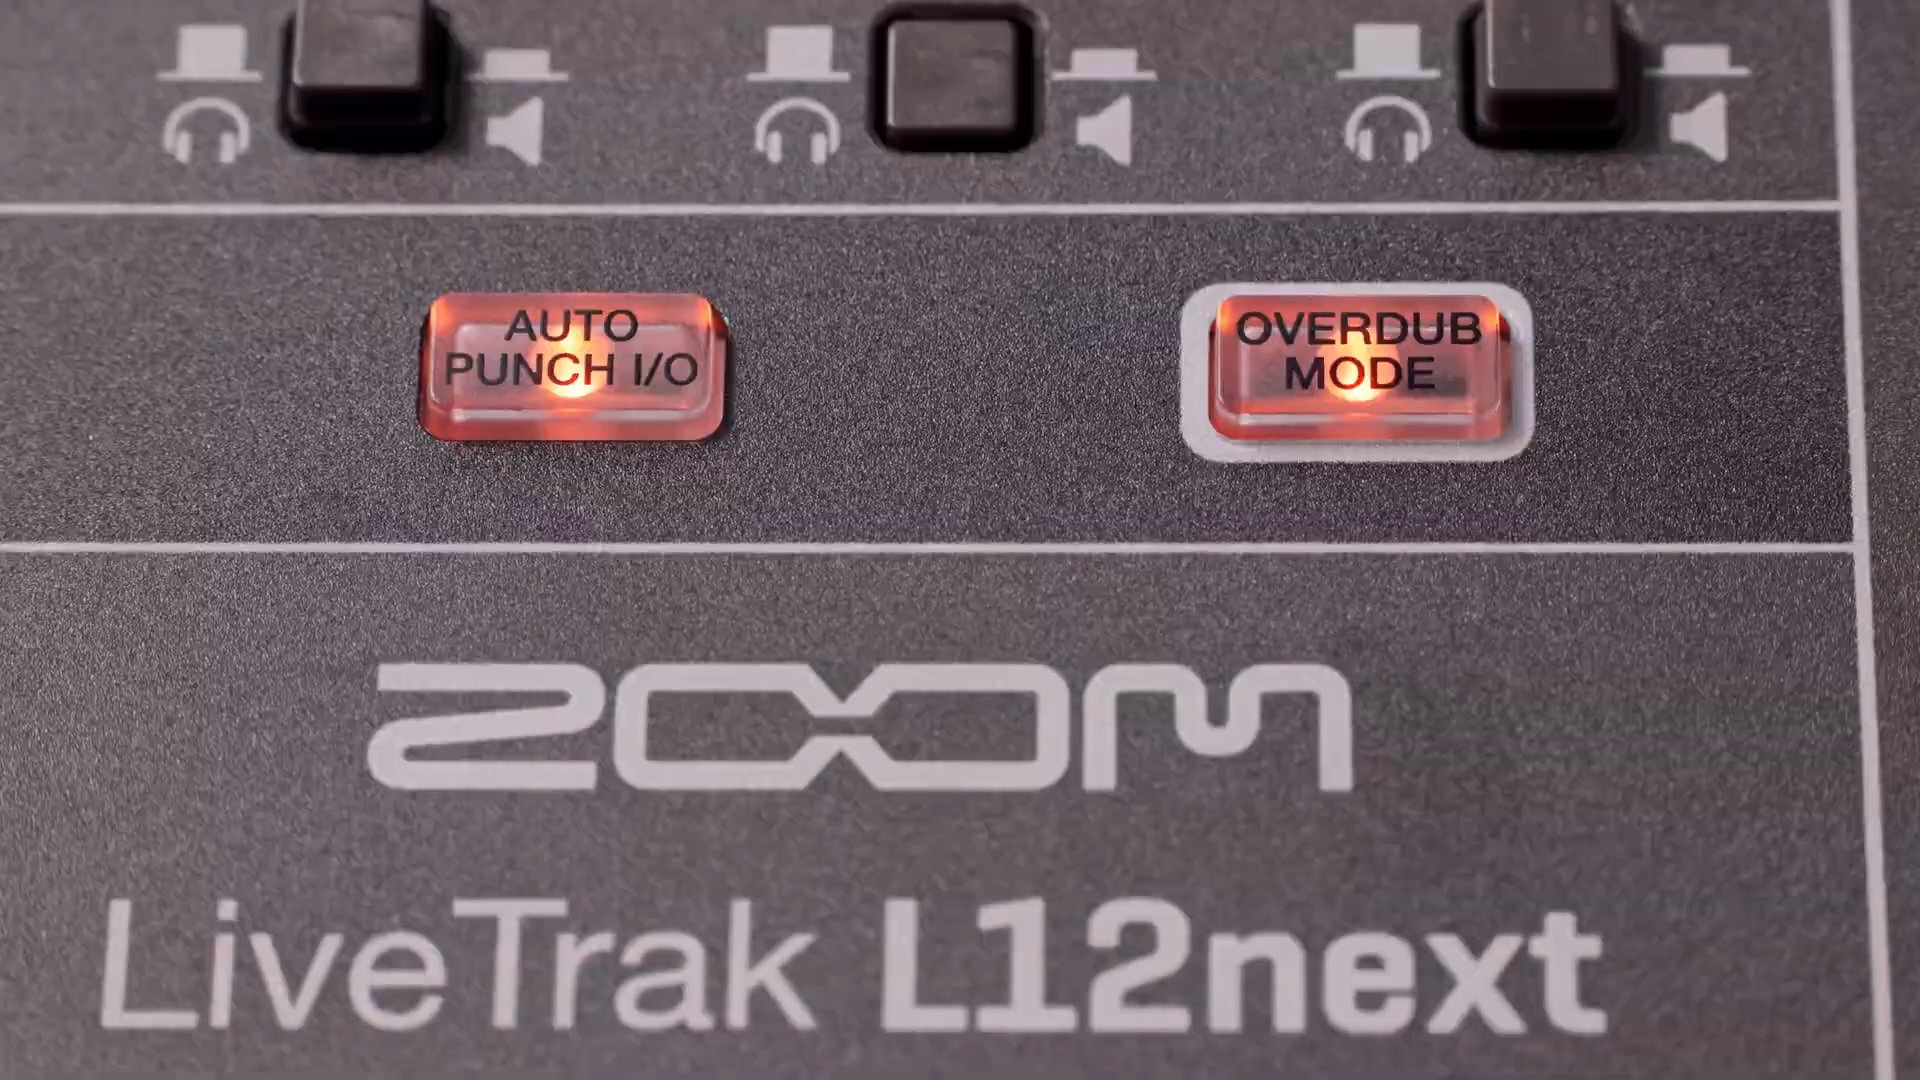 AUTO
PUNCH I/O
OVERDUB
MODE
ZOOM
LiveTrak L12next